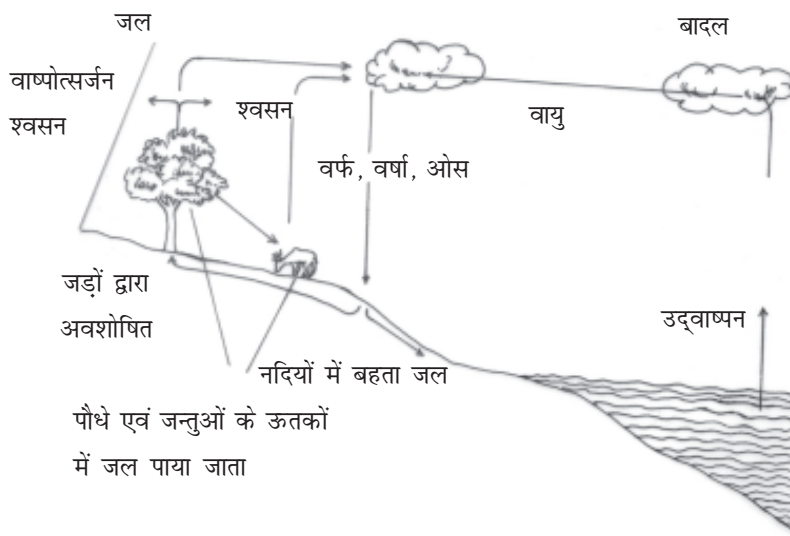 जल
बादल
वाष्पोत्सर्जन
श्वसन
श्वसन
वायु
वर्फ, वर्षा, ओस
जड़ों द्वारा
अवशोषित
उद्‌वाष्पन
नदियों में बहता जल
पौधे एवं जन्तुओं के ऊतकों
में जल पाया जाता